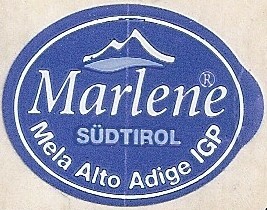 Marlene®
SÜDTIROL
Mela Alto Adige IGP